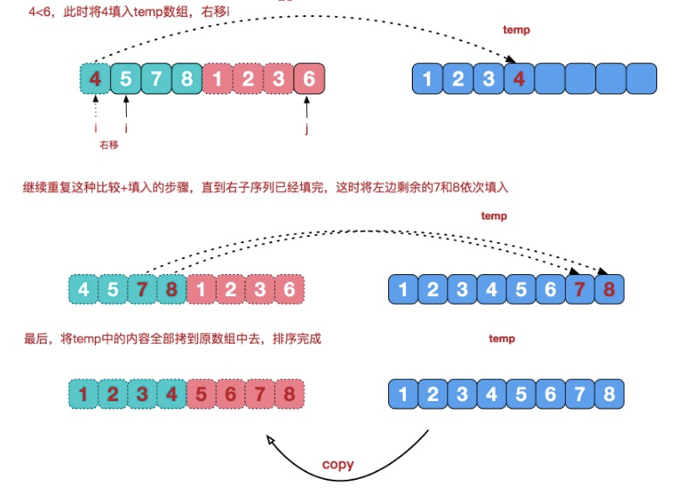 4<6，此时将4填入temp数组，右移i
temp
4 5 7 8 1 2 3 6
1 2 3 4
i i j
右移
继续重复这种比较+填入的步骤，直到右子序列已经填完，这时将左边剩余的7和8依次填入
temp
4 5 7 8 1 2 3 6
1 2 3 4 5 6 7 8
最后，将temp中的内容全部拷到原数组中去，排序完成
temp
1 2 3 4 5 6 7 8
1 2 3 4 5 6 7 8
copy